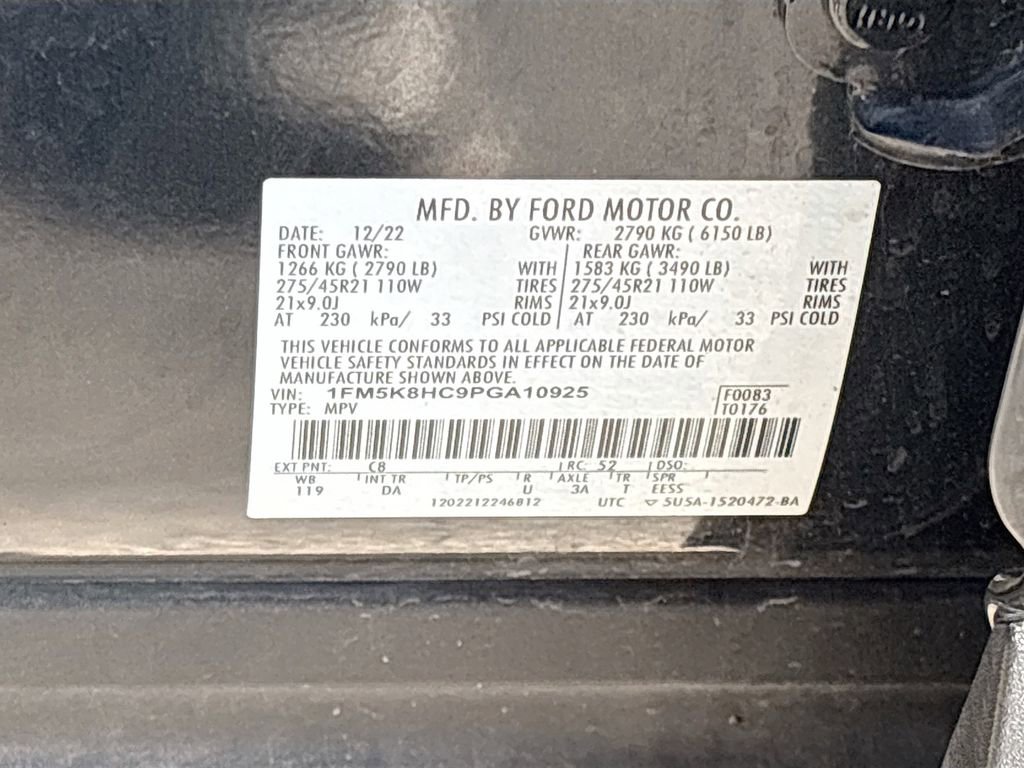 MFD. BY FORD MOTOR CO.
DATE: 12/22 GVWR: 2790 KG ( 6150 LB)
FRONT GAWR: REAR GAWR:
1266 KG ( 2790 LB) WITH 1583 KG ( 3490 LB) WITH
275/45R21 110W TIRES 275/45R21 110W TIRES
21x9.0J RIMS 21x9.0J RIMS
AT 230 kPa/ 33 PSI COLD AT 230 kPa/ 33 PSI COLD
THIS VEHICLE CONFORMS TO ALL APPLICABLE FEDERAL MOTOR
VEHICLE SAFETY STANDARDS IN EFFECT ON THE DATE OF
MANUFACTURE SHOWN ABOVE.
VIN: 1FM5K8HC9PGA10925 F0083
TYPE: MPV T0176
EXT PNT: C8 RC: 52 DSO:
WB INT TR TP/PS R AXLE TR SPR
119 DA U 3A T EESS
1202212246812 UTC 5U5A-1520472-BA